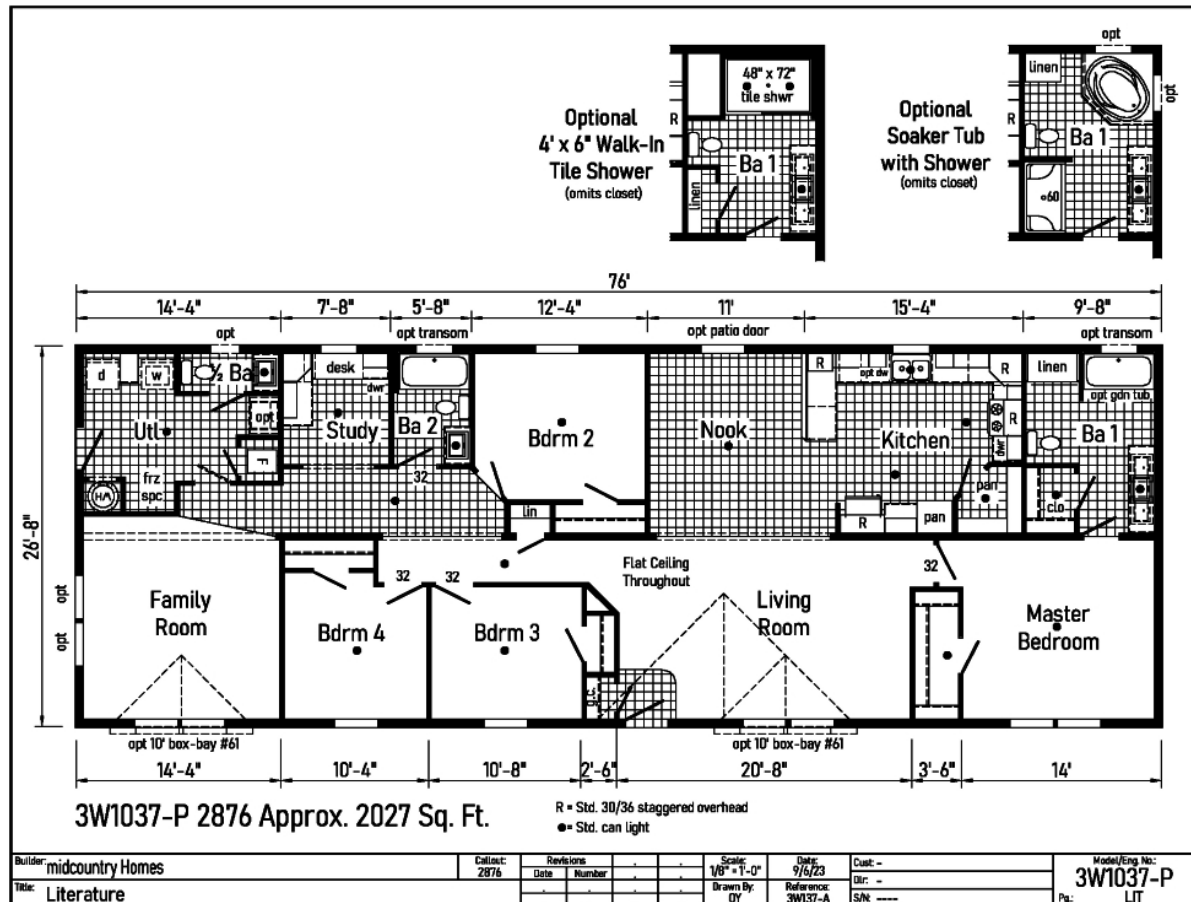 opt
linen
48" x 72"
tile shwr
R
Optional
4' x 6" Walk-In
Tile Shower
(omits closet)
Ba 1
linen
Optional
Soaker Tub
with Shower
(omits closet)
opt
R
Ba 1
60
76'
14'-4" 7'-8" 5'-8" 12'-4" 11' 15'-4" 9'-8"
opt opt transom opt patio door opt transom
26'-8"
d w ½ Ba desk opt dw R R linen
dwr opt gdn tub
opt R
Utl Study Ba 2 Bdrm 2 Nook Kitchen Ba 1
F dwr
frz
spc
32 pan
H/W lin R pan clo
opt
opt
Family
Room
32 32
Flat Ceiling
Throughout
32
Bdrm 4 Bdrm 3
Living
Room
Master
Bedroom
g.c.
opt 10' box-bay #61 opt 10' box-bay #61
14'-4" 10'-4" 10'-8" 2'-6" 20'-8" 3'-6" 14'
3W1037-P 2876 Approx. 2027 Sq. Ft.
R = Std. 30/36 staggered overhead
●= Std. can light
Builder: midcountry Homes
Callout: 2876
Revisions
Date Number
Scale: 1/8" = 1'-0"
Date: 9/6/23
Cust: -
Dlr: -
S/N: ----
Model/Eng. No.:
3W1037-P
Title: Literature
Drawn By: DY
Reference: 3W137-A
Pg.: LIT